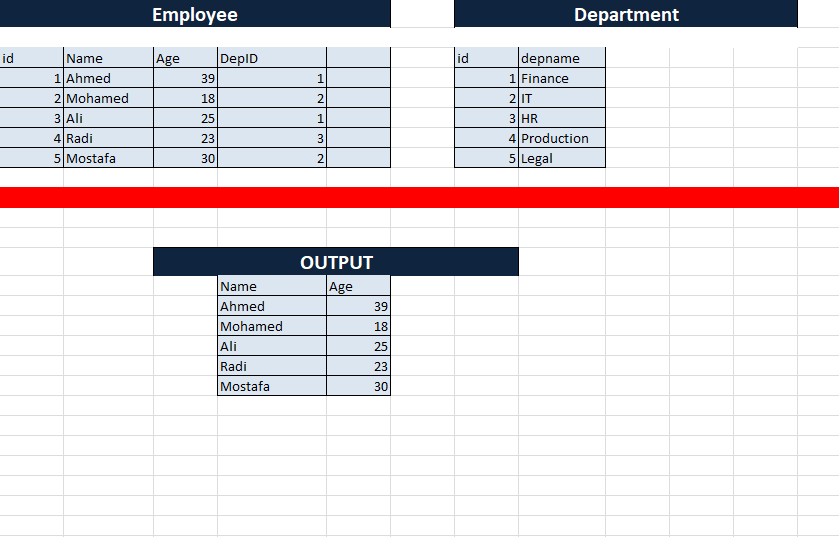 Employee Department
id Name Age DepID id depname
1 Ahmed 39 1 1 Finance
2 Mohamed 18 2 2 IT
3 Ali 25 1 3 HR
4 Radi 23 3 4 Production
5 Mostafa 30 2 5 Legal
OUTPUT
Name Age
Ahmed 39
Mohamed 18
Ali 25
Radi 23
Mostafa 30